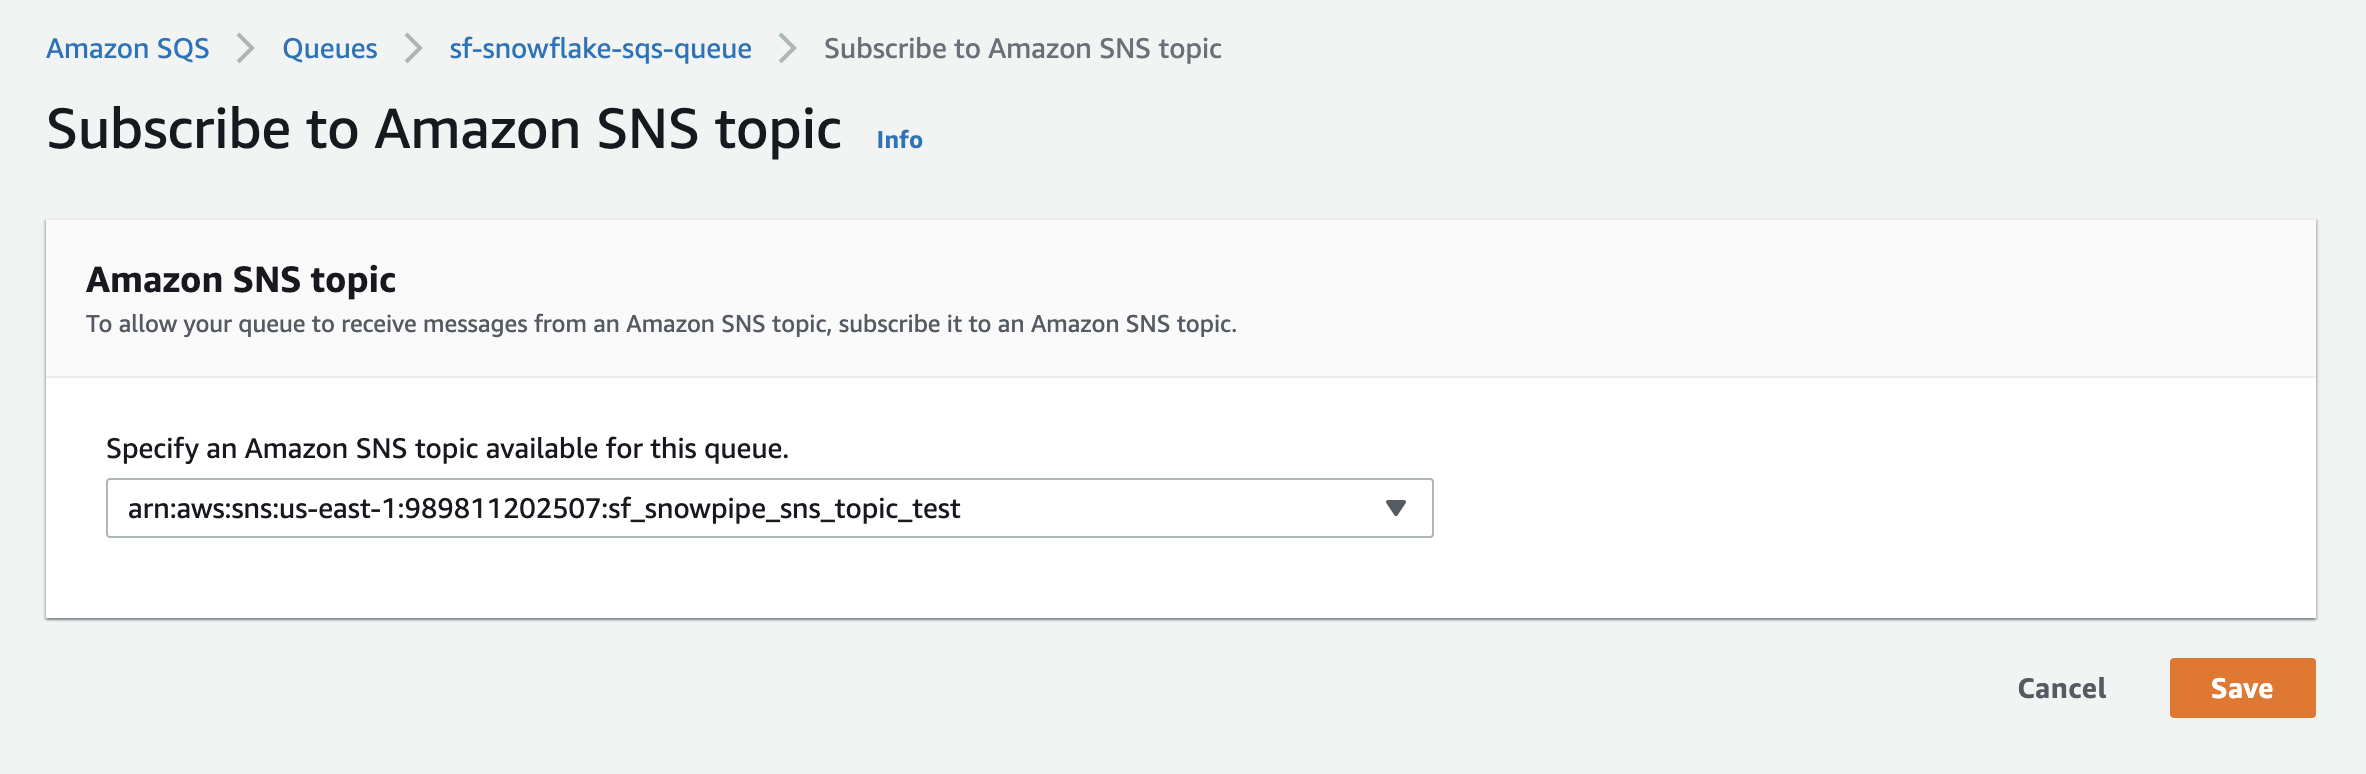 Amazon SQS Queues sf-snowflake-sqs-queue Subscribe to Amazon SNS topic
Subscribe to Amazon SNS topic Info
Amazon SNS topic
To allow your queue to receive messages from an Amazon SNS topic, subscribe it to an Amazon SNS topic.
Specify an Amazon SNS topic available for this queue.
arn:aws:sns:us-east-1:989811202507:sf_snowpipe_sns_topic_test
Cancel Save